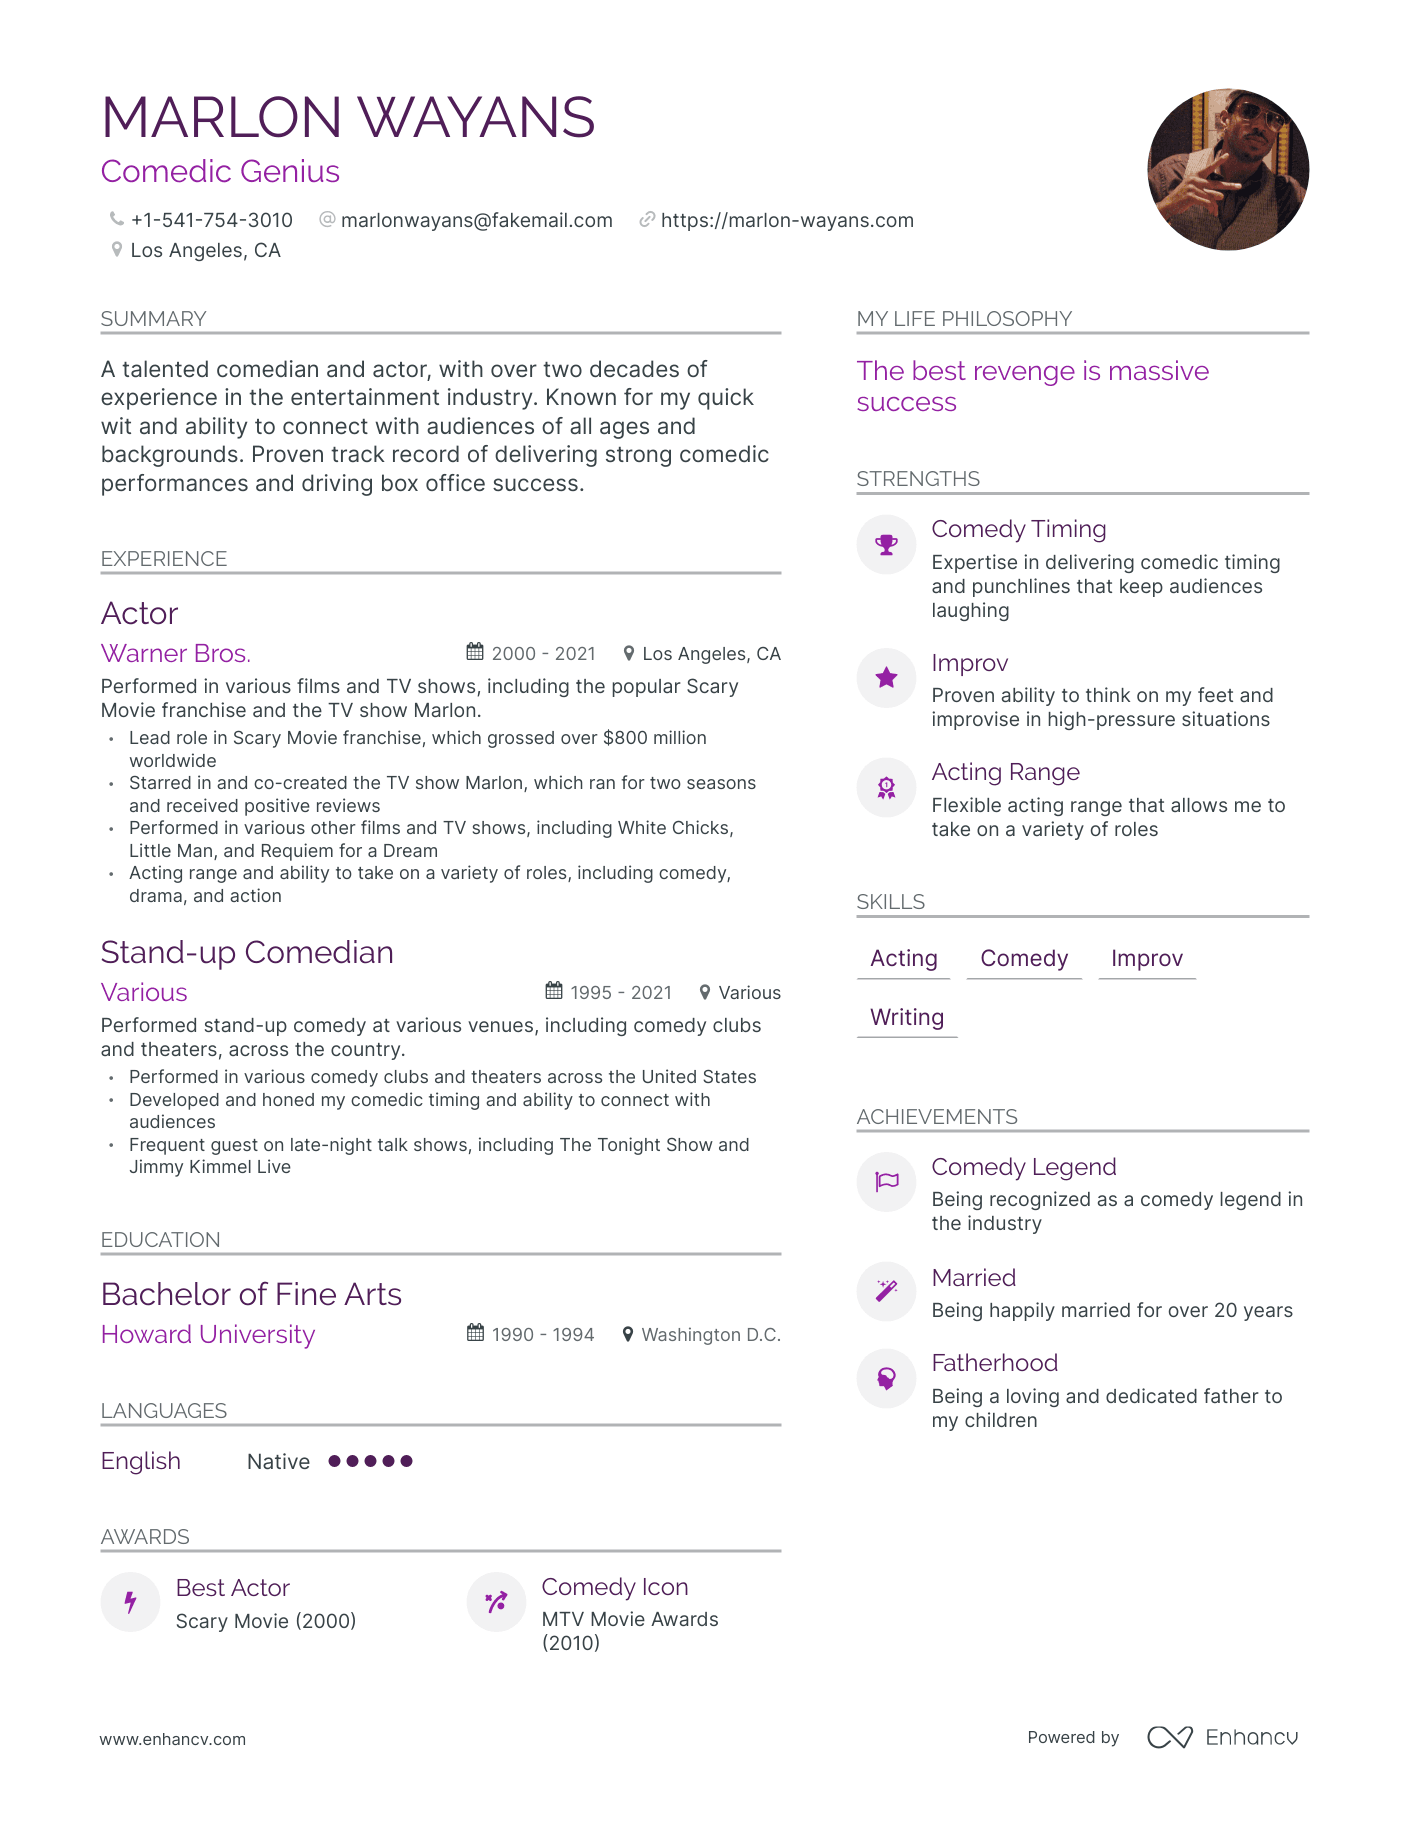 MARLON WAYANS
Comedic Genius
+1-541-754-3010 @ marlonwayans@fakemail.com https://marlon-wayans.com
Los Angeles, CA
SUMMARY
A talented comedian and actor, with over two decades of
experience in the entertainment industry. Known for my quick
wit and ability to connect with audiences of all ages and
backgrounds. Proven track record of delivering strong comedic
performances and driving box office success.
EXPERIENCE
Actor
Warner Bros. 2000 - 2021 Los Angeles, CA
Performed in various films and TV shows, including the popular Scary
Movie franchise and the TV show Marlon.
• Lead role in Scary Movie franchise, which grossed over $800 million
worldwide
• Starred in and co-created the TV show Marlon, which ran for two seasons
and received positive reviews
• Performed in various other films and TV shows, including White Chicks,
Little Man, and Requiem for a Dream
• Acting range and ability to take on a variety of roles, including comedy,
drama, and action
Stand-up Comedian
Various 1995 - 2021 Various
Performed stand-up comedy at various venues, including comedy clubs
and theaters, across the country.
• Performed in various comedy clubs and theaters across the United States
• Developed and honed my comedic timing and ability to connect with
audiences
• Frequent guest on late-night talk shows, including The Tonight Show and
Jimmy Kimmel Live
EDUCATION
Bachelor of Fine Arts
Howard University 1990 - 1994 Washington D.C.
LANGUAGES
English Native
AWARDS
Best Actor
Scary Movie (2000)
Comedy Icon
MTV Movie Awards
(2010)
MY LIFE PHILOSOPHY
The best revenge is massive
success
STRENGTHS
Comedy Timing
Expertise in delivering comedic timing
and punchlines that keep audiences
laughing
Improv
Proven ability to think on my feet and
improvise in high-pressure situations
Acting Range
Flexible acting range that allows me to
take on a variety of roles
SKILLS
Acting Comedy Improv
Writing
ACHIEVEMENTS
Comedy Legend
Being recognized as a comedy legend in
the industry
Married
Being happily married for over 20 years
Fatherhood
Being a loving and dedicated father to
my children
www.enhancv.com
Powered by Enhancv